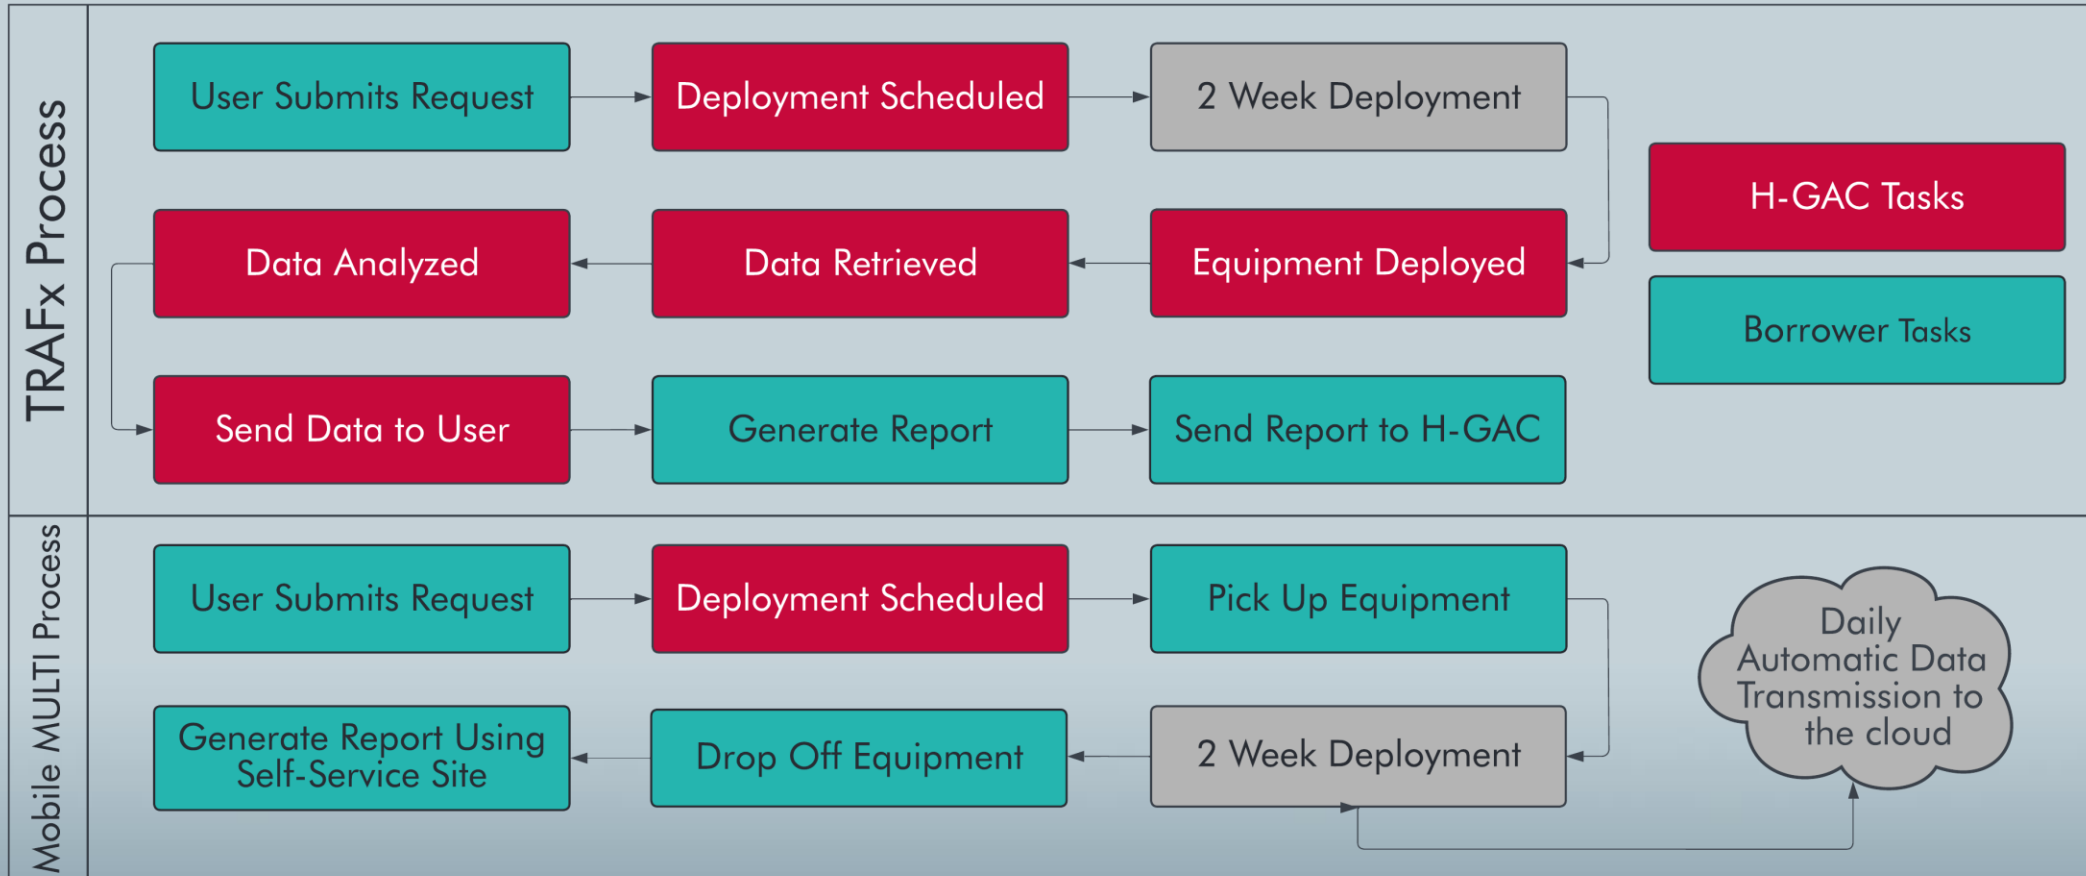 TRAFx Process
User Submits Request
Deployment Scheduled
2 Week Deployment
Equipment Deployed
Data Retrieved
Data Analyzed
Send Data to User
Generate Report
Send Report to H-GAC
H-GAC Tasks
Borrower Tasks
Mobile MULTI Process
User Submits Request
Deployment Scheduled
Pick Up Equipment
2 Week Deployment
Drop Off Equipment
Generate Report Using
Self-Service Site
Daily
Automatic Data
Transmission to
the cloud